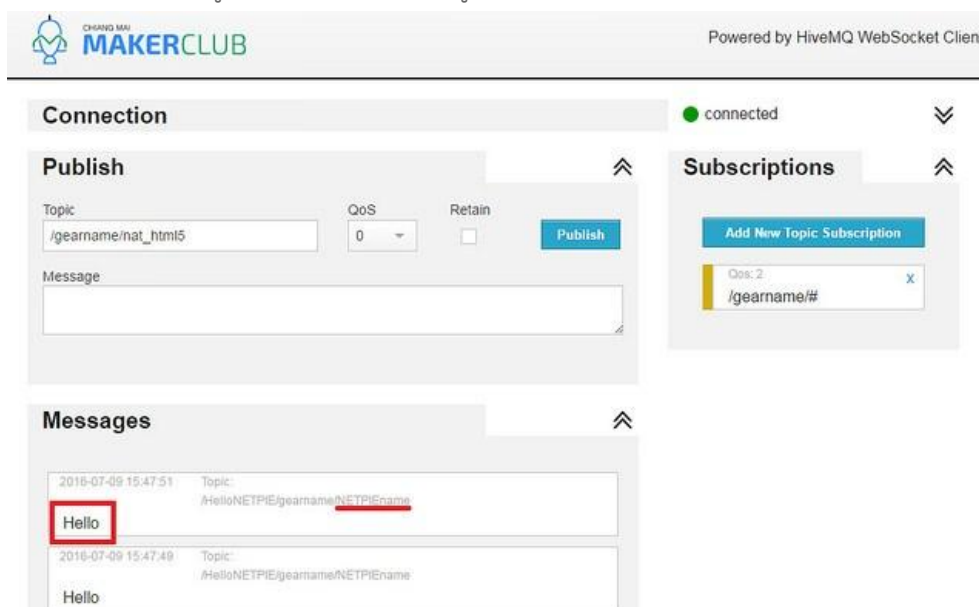 CHIANG MAI
MAKERCLUB
Powered by HiveMQ WebSocket Clien
Connection
connected
Publish
Subscriptions
Topic
QoS
Retain
/gearname/nat_html5
0
Publish
Add New Topic Subscription
Message
Qos: 2
x
/gearname/#
Messages
2016-07-09 15:47:51
Topic:
/HelloNETPIE/gearname/NETPIEname
Hello
2016-07-09 15:47:49
Topic:
/HelloNETPIE/gearname/NETPIEname
Hello